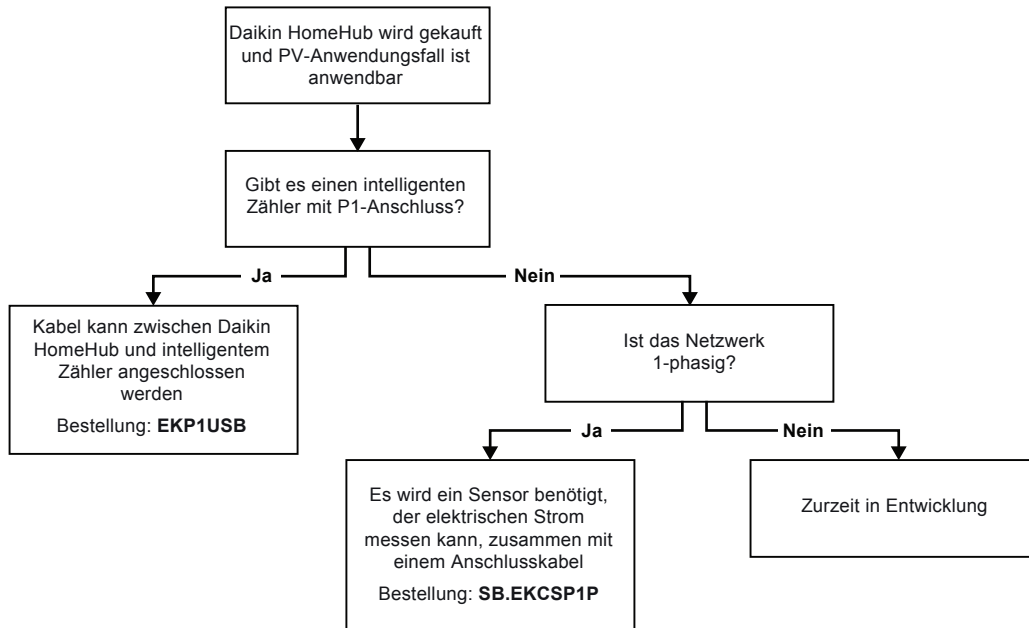 Daikin HomeHub wird gekauft
und PV-Anwendungsfall ist
anwendbar
Gibt es einen intelligenten
Zähler mit P1-Anschluss?
Ja
Nein
Kabel kann zwischen Daikin
HomeHub und intelligentem
Zähler angeschlossen
werden
Bestellung: EKP1USB
Ist das Netzwerk
1-phasig?
Ja
Nein
Es wird ein Sensor benötigt,
der elektrischen Strom
messen kann, zusammen mit
einem Anschlusskabel
Bestellung: SB.EKCSP1P
Zurzeit in Entwicklung